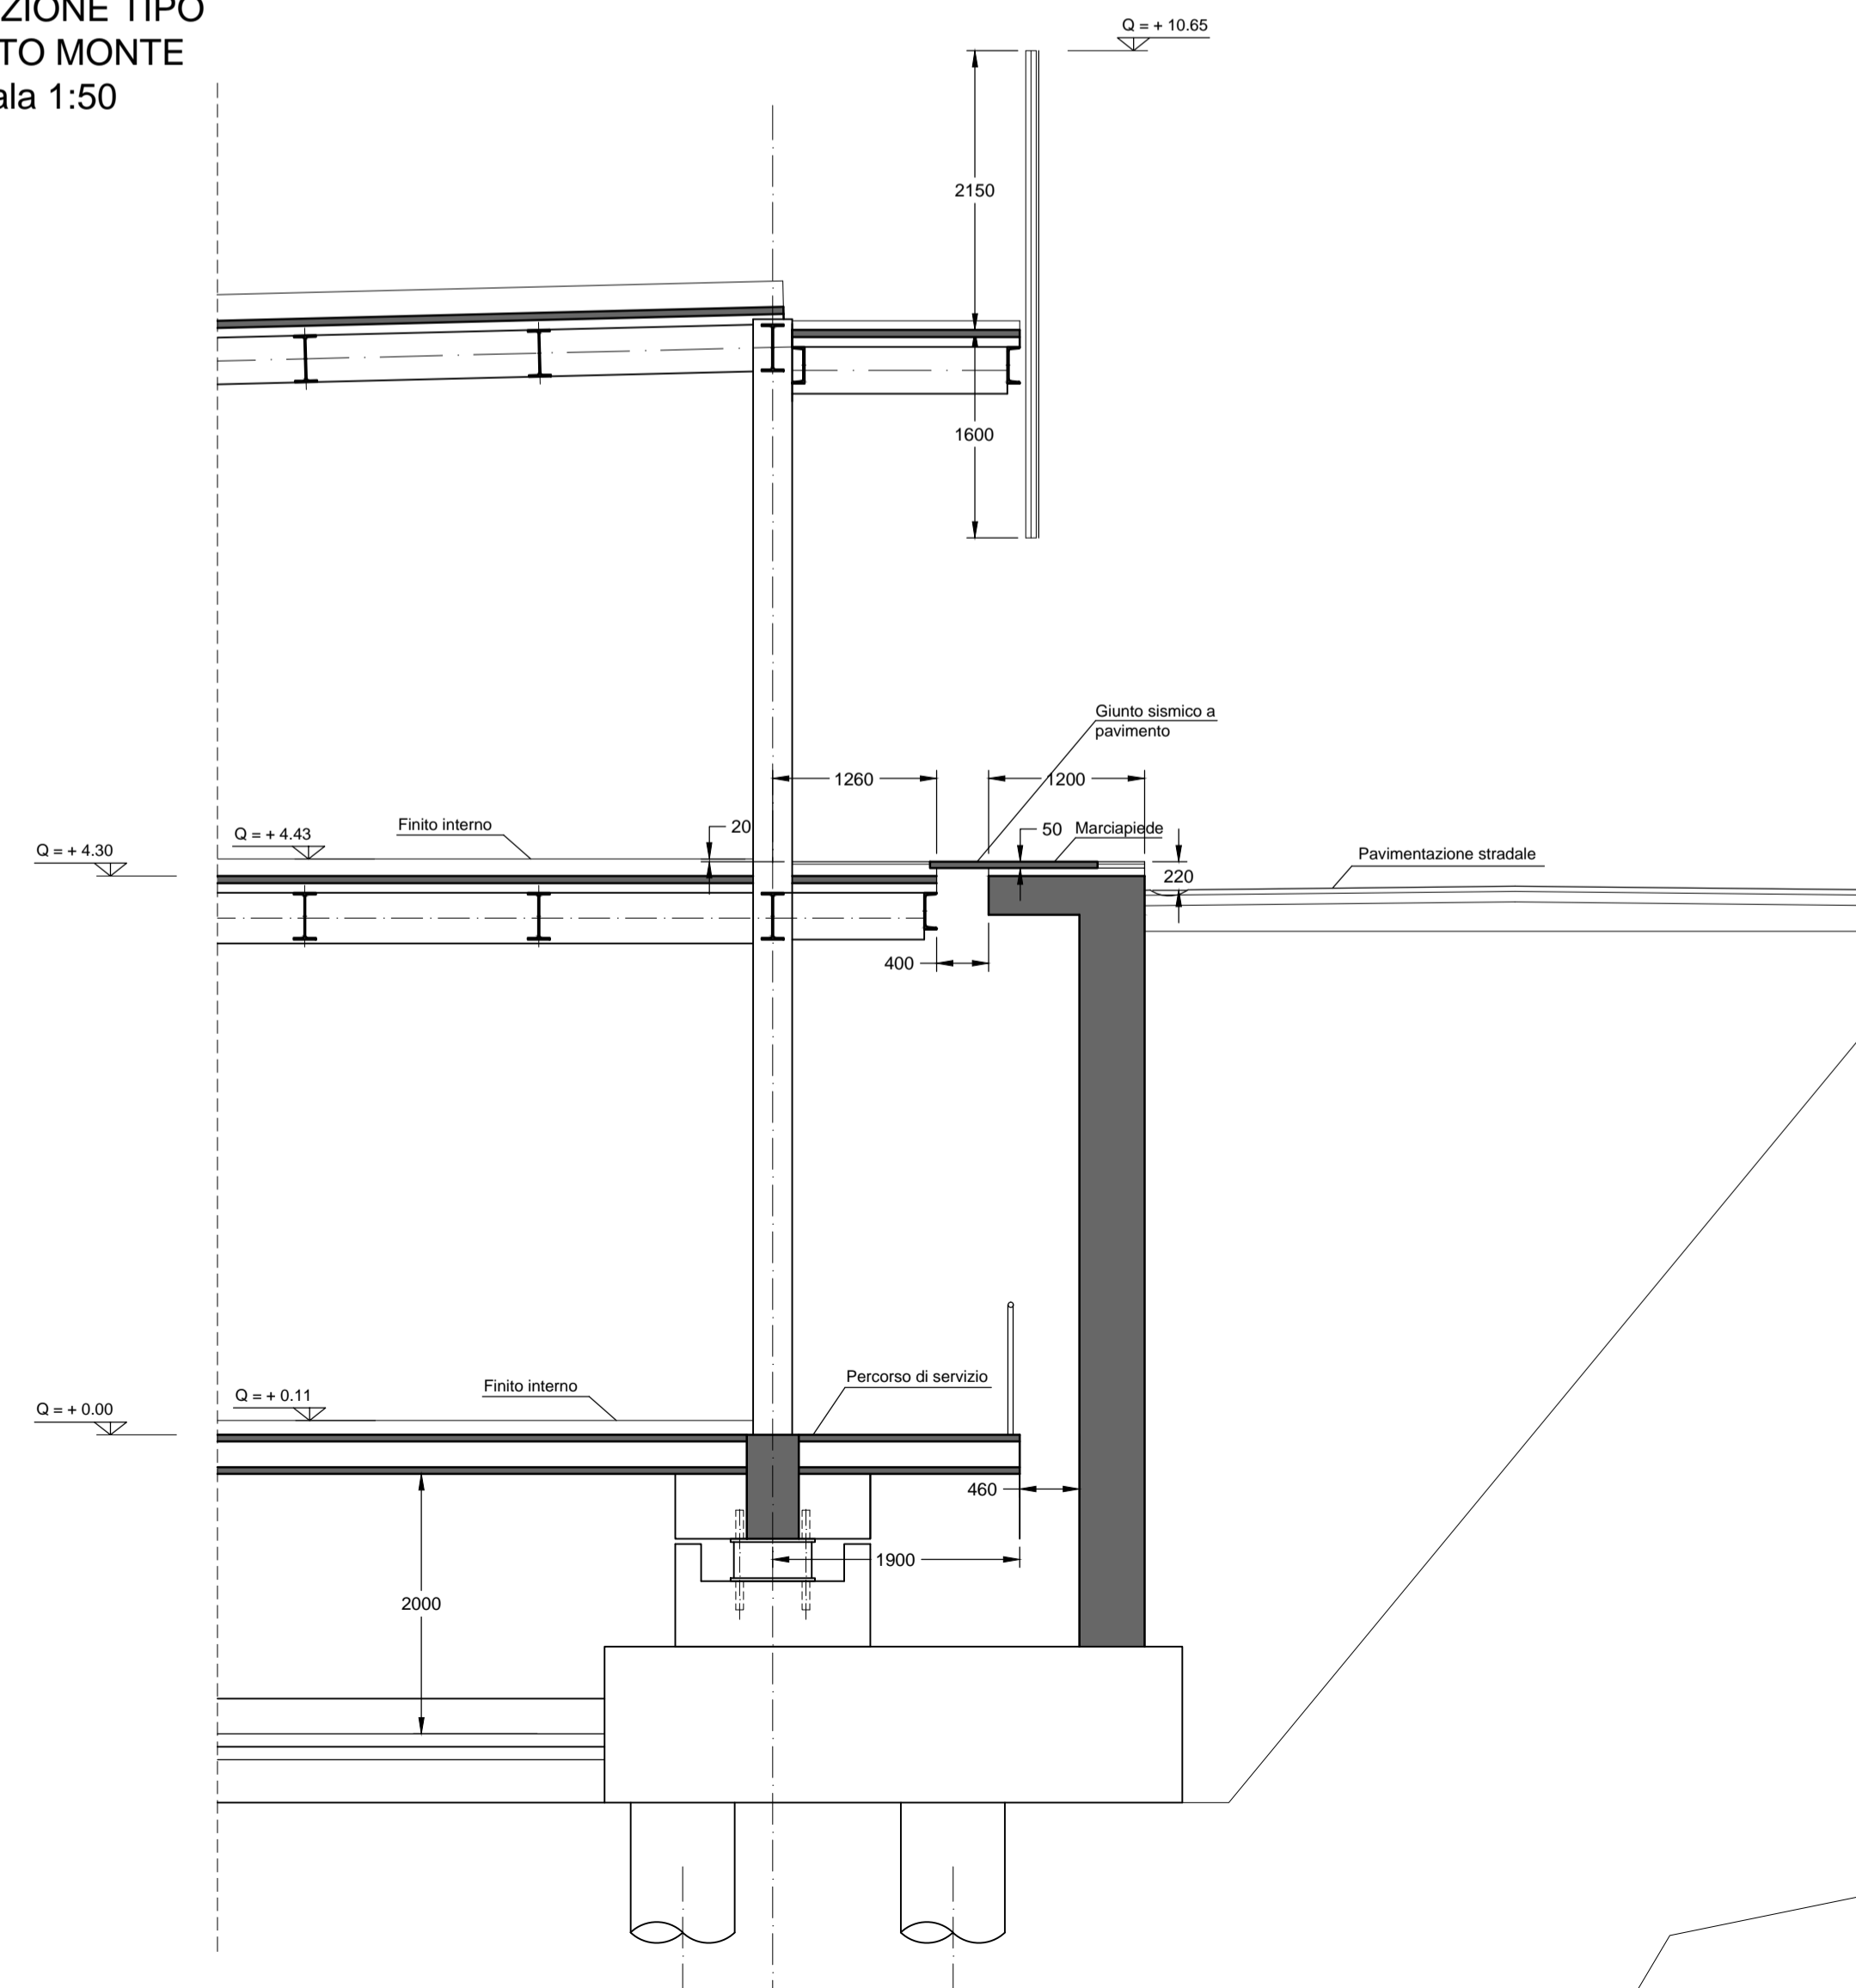 ZIONE TIPO
TO MONTE
ala 1:50
Q = + 10.65
2150
1600
Giunto sismico a
pavimento
1260
1200
Q = + 4.30
Q = + 4.43
Finito interno
20
50
Marciapiede
220
Pavimentazione stradale
400
Q = + 0.00
Q = + 0.11
Finito interno
Percorso di servizio
460
1900
2000